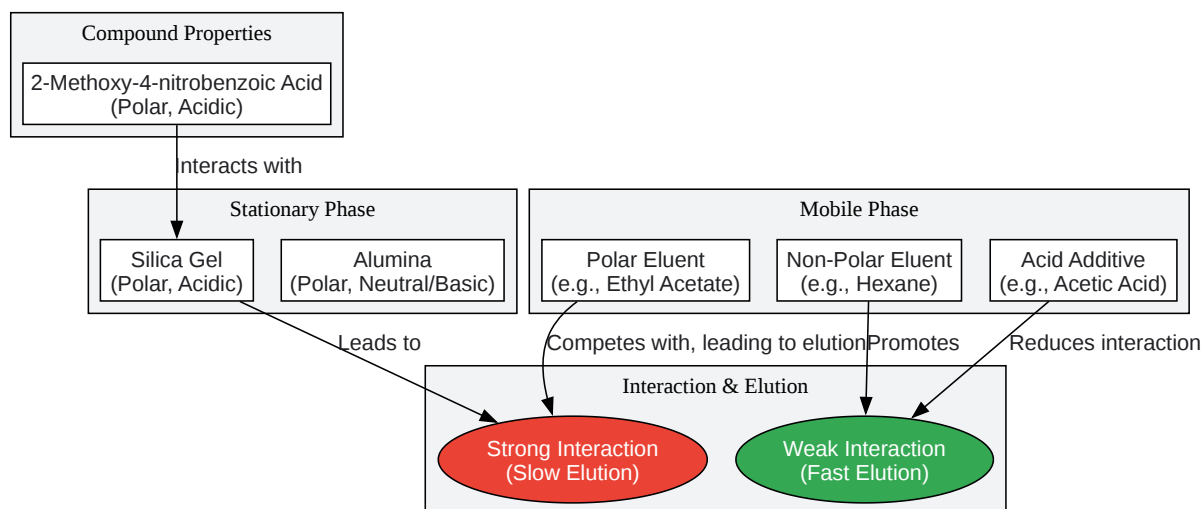 Compound Properties
2-Methoxy-4-nitrobenzoic Acid
(Polar, Acidic)
Interacts with
Stationary Phase
Silica Gel
(Polar, Acidic)
Alumina
(Polar, Neutral/Basic)
Mobile Phase
Polar Eluent
(e.g., Ethyl Acetate)
Non-Polar Eluent
(e.g., Hexane)
Acid Additive
(e.g., Acetic Acid)
Leads to
Competes with, leading to elution
Promotes
Reduces interaction
Interaction & Elution
Strong Interaction
(Slow Elution)
Weak Interaction
(Fast Elution)